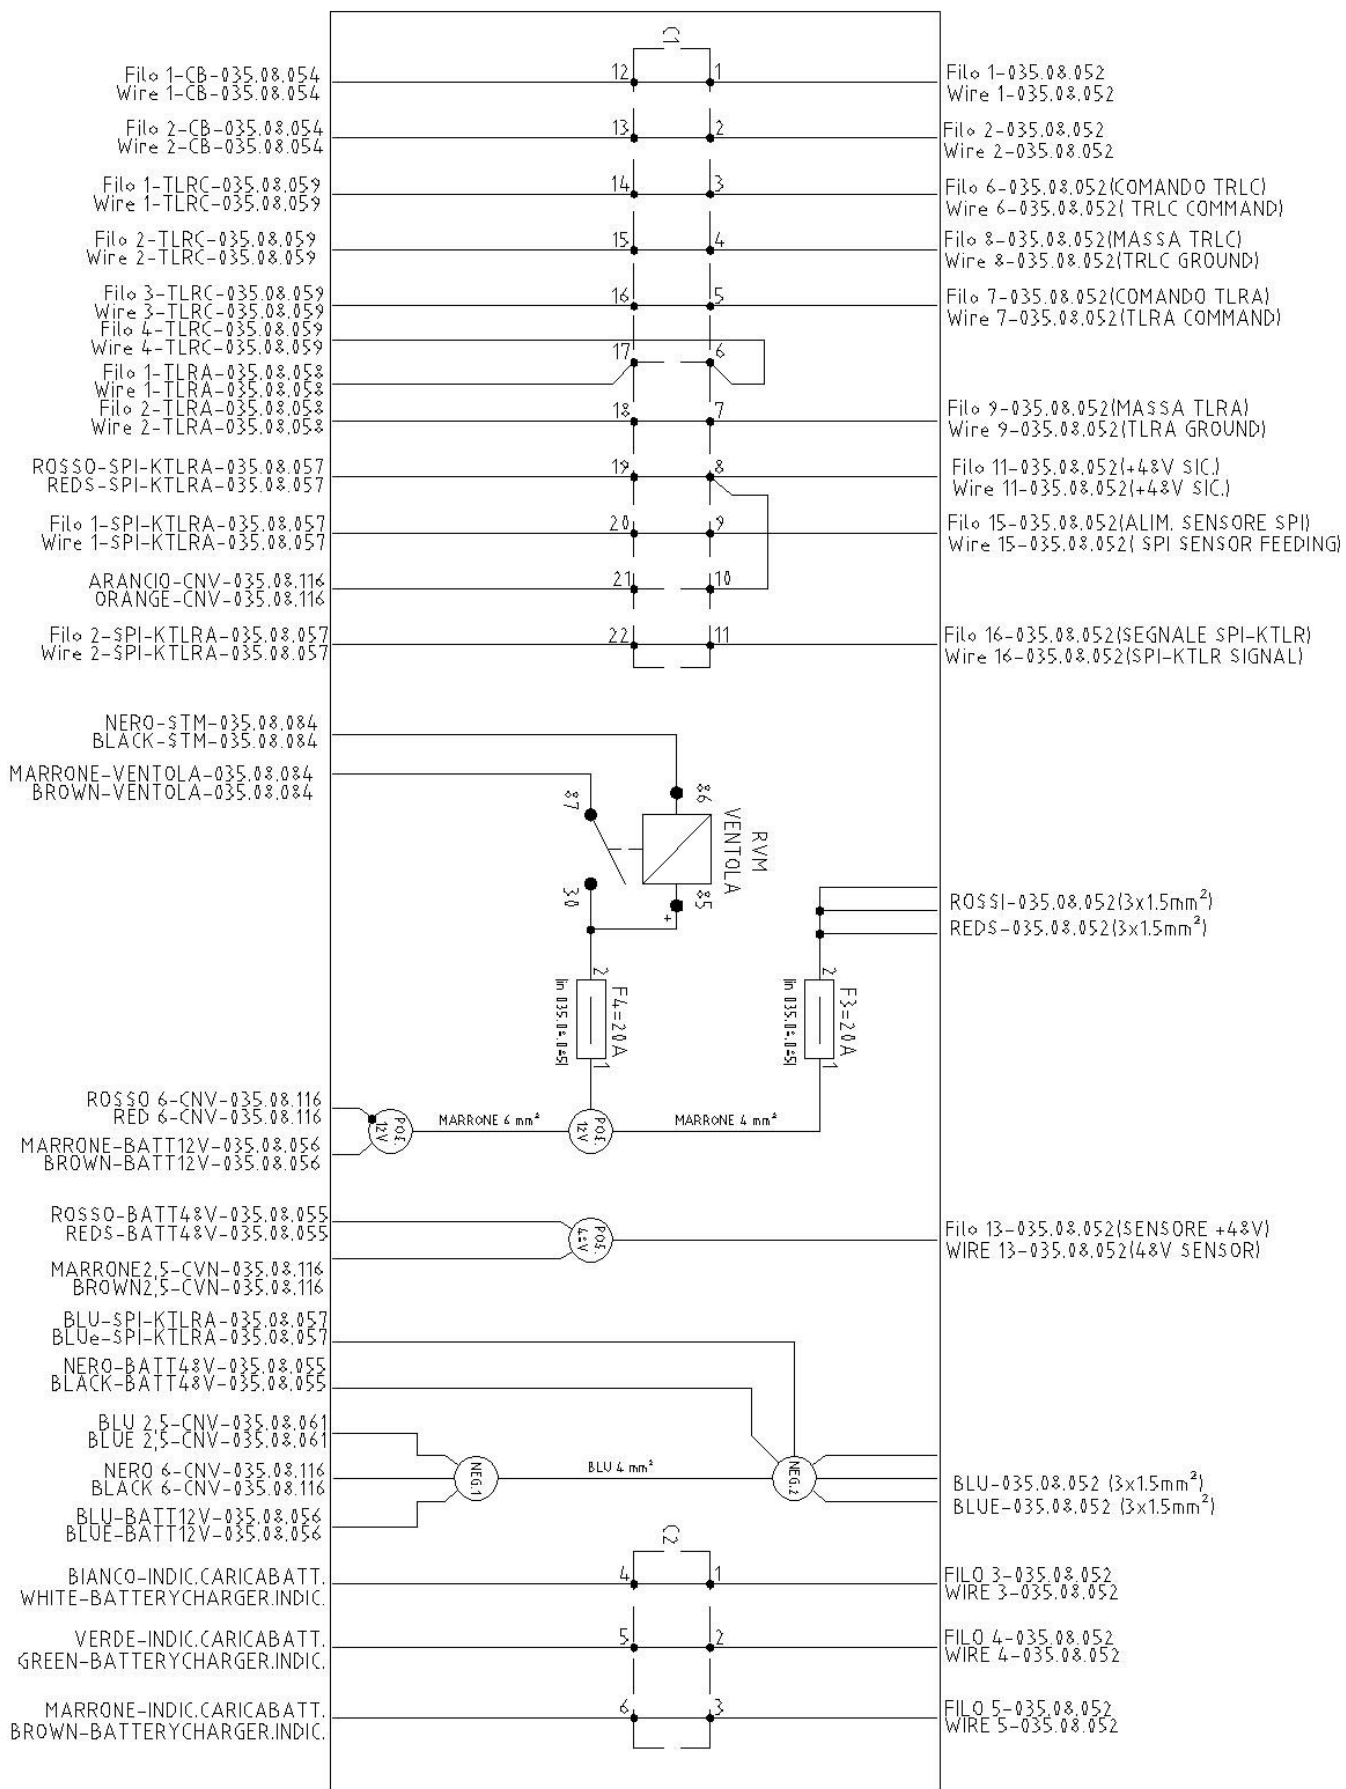 C1
Filo 1-CB-035.08.054
Wire 1-CB-035.08.054
12
1
Filo 1-035.08.052
Wire 1-035.08.052
Filo 2-CB-035.08.054
Wire 2-CB-035.08.054
13
2
Filo 2-035.08.052
Wire 2-035.08.052
Filo 1-TLRC-035.08.059
Wire 1-TLRC-035.08.059
14
3
Filo 6-035.08.052(COMANDO TRLC)
Wire 6-035.08.052( TRLC COMMAND)
Filo 2-TLRC-035.08.059
Wire 2-TLRC-035.08.059
15
4
Filo 8-035.08.052(MASSA TRLC)
Wire 8-035.08.052(TRLC GROUND)
Filo 3-TLRC-035.08.059
Wire 3-TLRC-035.08.059
16
5
Filo 7-035.08.052(COMANDO TLRA)
Wire 7-035.08.052(TLRA COMMAND)
Filo 4-TLRC-035.08.059
Wire 4-TLRC-035.08.059
17
6
Filo 1-TLRA-035.08.058
Wire 1-TLRA-035.08.058
Filo 2-TLRA-035.08.058
Wire 2-TLRA-035.08.058
18
7
Filo 9-035.08.052(MASSA TLRA)
Wire 9-035.08.052(TLRA GROUND)
ROSSO-SPI-KTLRA-035.08.057
REDS-SPI-KTLRA-035.08.057
19
8
Filo 11-035.08.052(+48V SIC.)
Wire 11-035.08.052(+48V SIC.)
Filo 1-SPI-KTLRA-035.08.057
Wire 1-SPI-KTLRA-035.08.057
20
9
Filo 15-035.08.052(ALIM. SENSORE SPI)
Wire 15-035.08.052( SPI SENSOR FEEDING)
ARANCIO-CNV-035.08.116
ORANGE-CNV-035.08.116
21
10
Filo 2-SPI-KTLRA-035.08.057
Wire 2-SPI-KTLRA-035.08.057
22
11
Filo 16-035.08.052(SEGNALE SPI-KTLR)
Wire 16-035.08.052(SPI-KTLR SIGNAL)
NERO-STM-035.08.084
BLACK-STM-035.08.084
MARRONE-VENTOLA-035.08.084
BROWN-VENTOLA-035.08.084
87
86
RVM
VENTOLA
30
85
+
ROSSI-035.08.052(3x1.5mm²)
REDS-035.08.052(3x1.5mm²)
2
F4=20A
1
2
F3=20A
1
ROSSO 6-CNV-035.08.116
RED 6-CNV-035.08.116
MARRONE-BATT12V-035.08.056
BROWN-BATT12V-035.08.056
POS.
12V
MARRONE 6 mm²
POS.
12V
MARRONE 4 mm²
ROSSO-BATT48V-035.08.055
REDS-BATT48V-035.08.055
POS.
48V
Filo 13-035.08.052(SENSORE +48V)
WIRE 13-035.08.052(48V SENSOR)
MARRONE2,5-CVN-035.08.116
BROWN2,5-CVN-035.08.116
BLU-SPI-KTLRA-035.08.057
BLUe-SPI-KTLRA-035.08.057
NERO-BATT48V-035.08.055
BLACK-BATT48V-035.08.055
BLU 2,5-CNV-035.08.061
BLUE 2,5-CNV-035.08.061
NERO 6-CNV-035.08.116
BLACK 6-CNV-035.08.116
NEG.1
BLU 4 mm²
NEG.2
BLU-035.08.052 (3x1.5mm²)
BLUE-035.08.052 (3x1.5mm²)
BLU-BATT12V-035.08.056
BLUE-BATT12V-035.08.056
C2
BIANCO-INDIC.CARICABATT.
WHITE-BATTERYCHARGER.INDIC.
4
1
FILO 3-035.08.052
WIRE 3-035.08.052
VERDE-INDIC.CARICABATT.
GREEN-BATTERYCHARGER.INDIC.
5
2
FILO 4-035.08.052
WIRE 4-035.08.052
MARRONE-INDIC.CARICABATT.
BROWN-BATTERYCHARGER.INDIC.
6
3
FILO 5-035.08.052
WIRE 5-035.08.052